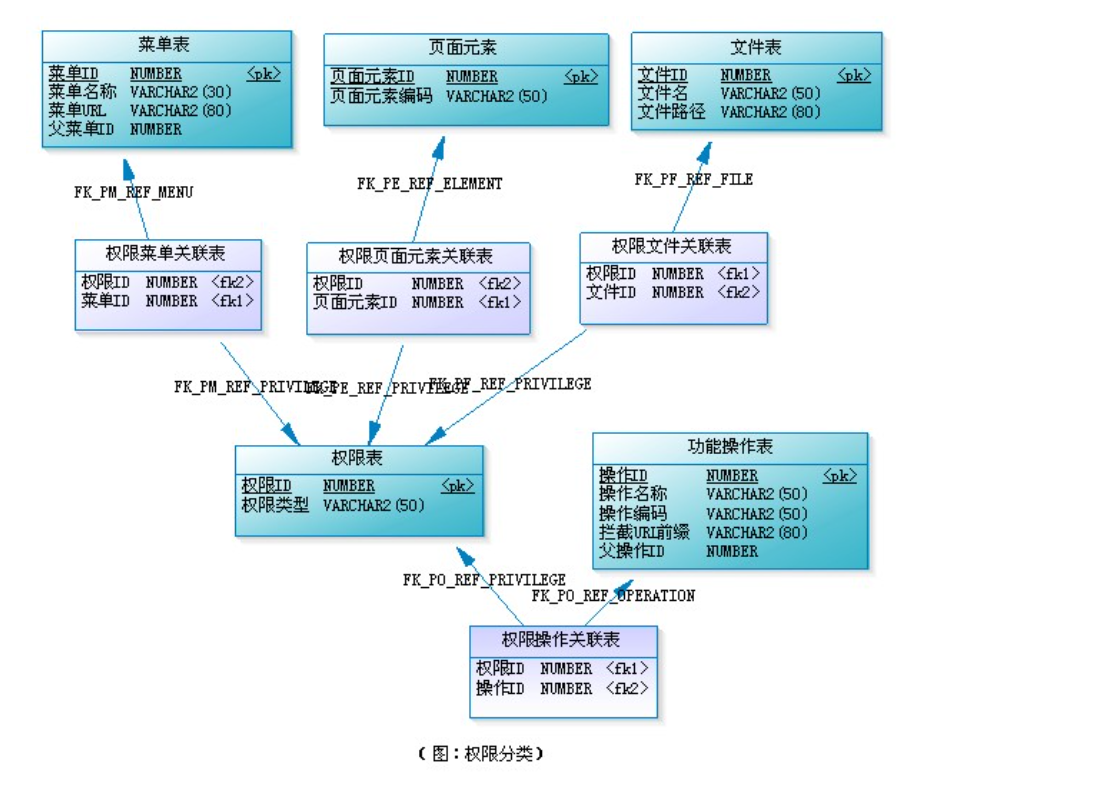 菜单表
菜单ID NUMBER <pk>
菜单名称 VARCHAR2(30)
菜单URL VARCHAR2(80)
父菜单ID NUMBER
页面元素
页面元素ID NUMBER <pk>
页面元素编码 VARCHAR2(50)
文件表
文件ID NUMBER <pk>
文件名 VARCHAR2(50)
文件路径 VARCHAR2(80)
FK_PM_REF_MENU
FK_PE_REF_ELEMENT
FK_PF_REF_FILE
权限菜单关联表
权限ID NUMBER <fk2>
菜单ID NUMBER <fk1>
权限页面元素关联表
权限ID NUMBER <fk2>
页面元素ID NUMBER <fk1>
权限文件关联表
权限ID NUMBER <fk1>
文件ID NUMBER <fk2>
FK_PM_REF_PRIVILEGE
FK_PE_REF_PRIVILEGE
FK_PF_REF_PRIVILEGE
权限表
权限ID NUMBER <pk>
权限类型 VARCHAR2(50)
功能操作表
操作ID NUMBER <pk>
操作名称 VARCHAR2(50)
操作编码 VARCHAR2(50)
拦截URL前缀 VARCHAR2(80)
父操作ID NUMBER
FK_PO_REF_PRIVILEGE
FK_PO_REF_OPERATION
权限操作关联表
权限ID NUMBER <fk1>
操作ID NUMBER <fk2>
(图：权限分类)